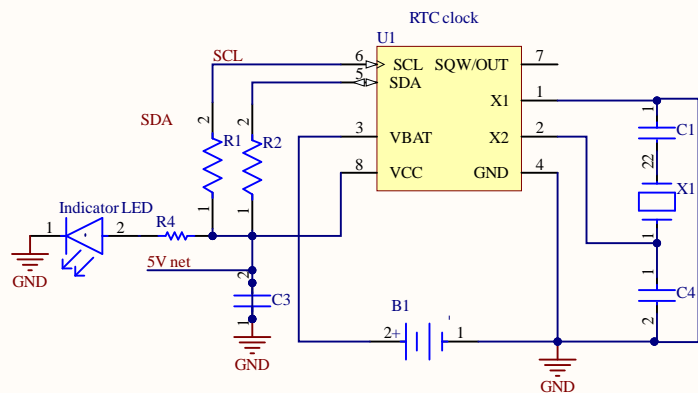 RTC clock
U1
SCL
6 SCL SQW/OUT 7
5 SDA
X1 1 1
SDA 2 2
R1 R2
3 VBAT X2 2 C1
22 X1
8 VCC GND 4
Indicator LED
1 1
1 2 R4 1
GND 5V net 1 C4
2 C3 B1 2
1 2+ 1
GND
GND